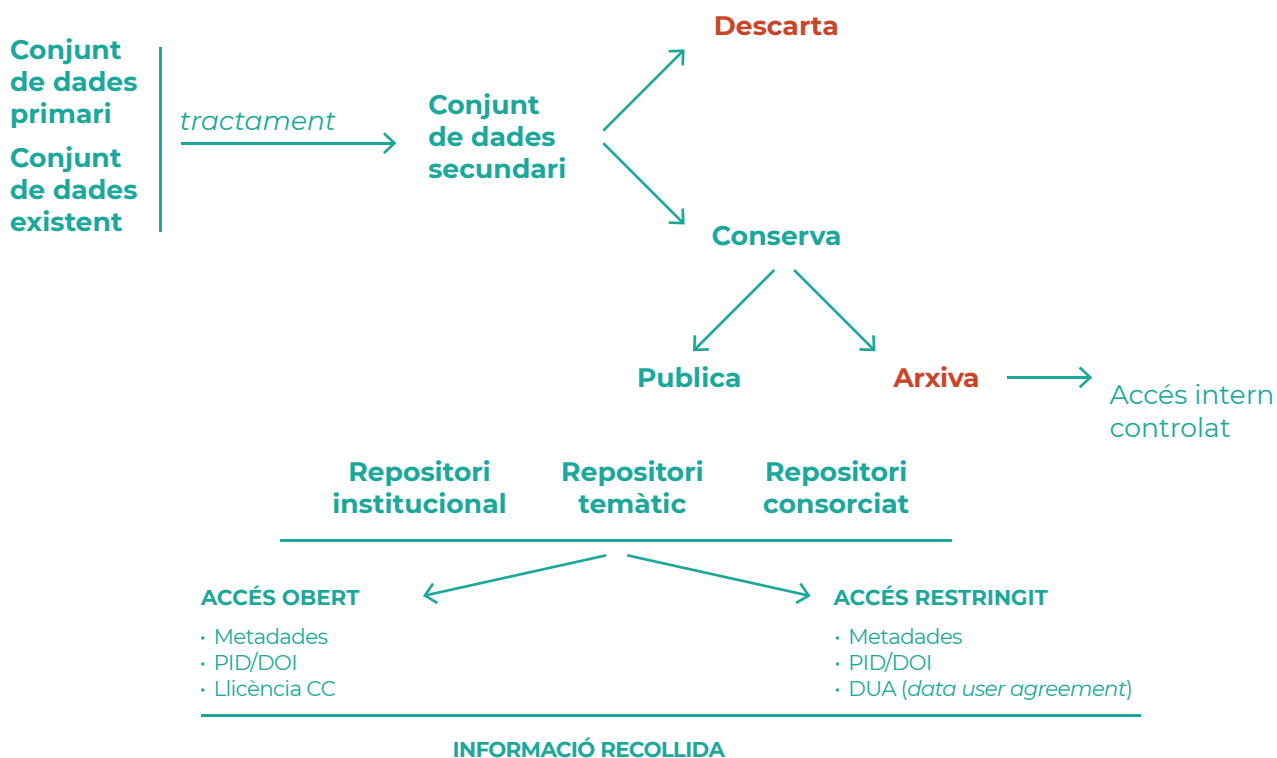 Descarta
Conjunt
de dades
primari
Conjunt
de dades
existent
tractament
Conjunt
de dades
secundari
Conserva
Publica
Arxiva
Accés intern
controlat
Repositori
institucional
Repositori
temàtic
Repositori
consorciat
ACCÉS OBERT
· Metadades
· PID/DOI
· Llicència CC
ACCÉS RESTRINGIT
· Metadades
· PID/DOI
· DUA (data user agreement)
INFORMACIÓ RECOLLIDA